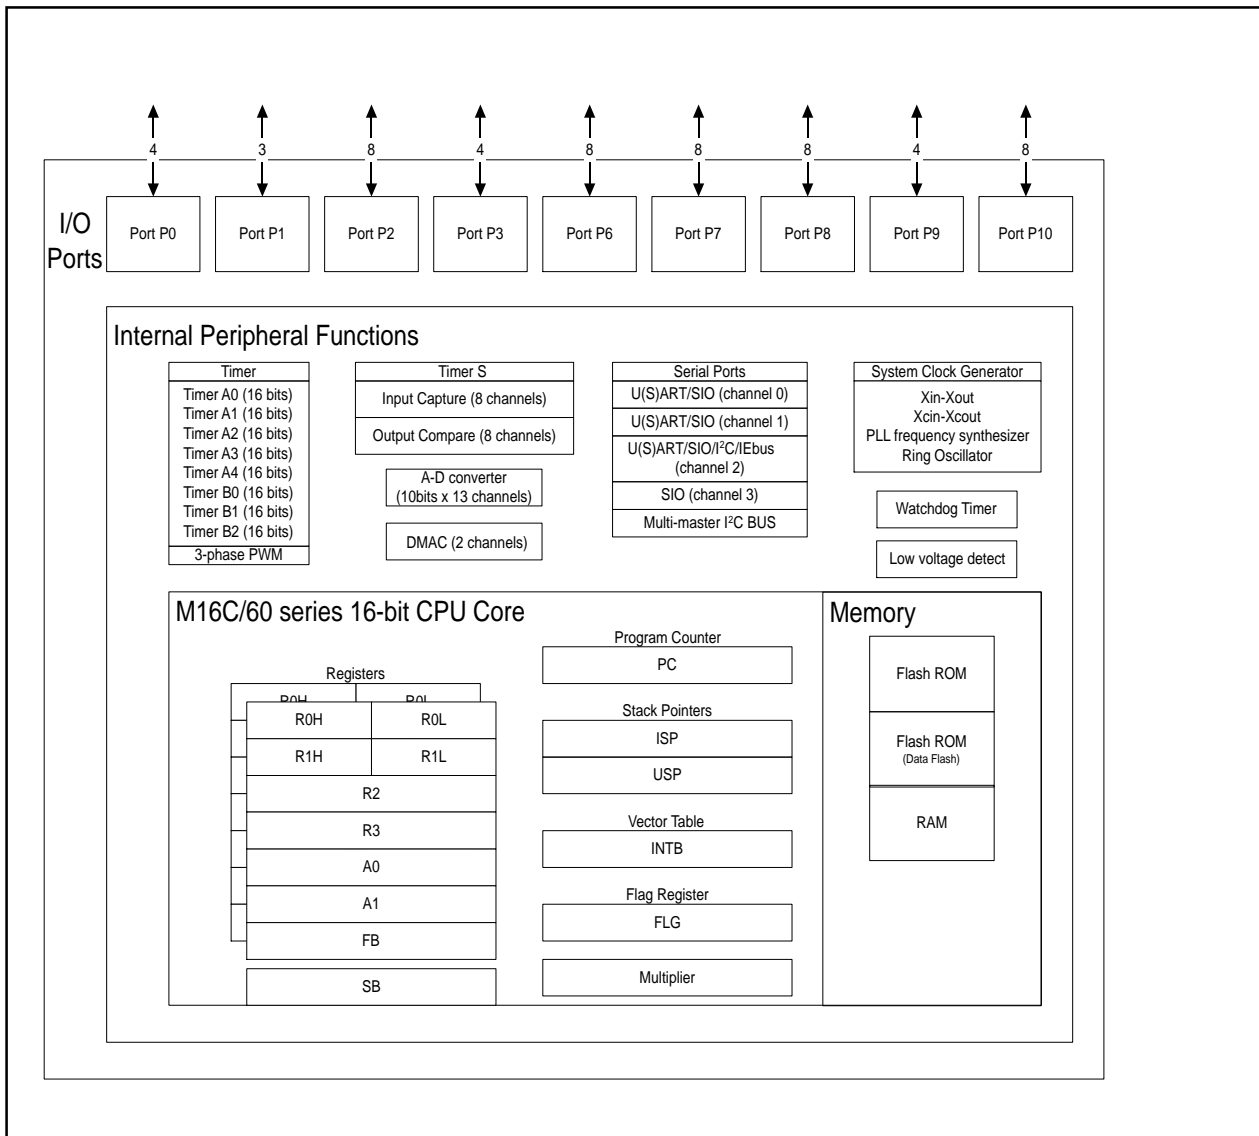 4 3 8 4 8 8 8 4 8
I/O
Ports
Port P0 Port P1 Port P2 Port P3 Port P6 Port P7 Port P8 Port P9 Port P10
Internal Peripheral Functions
Timer
Timer A0 (16 bits)
Timer A1 (16 bits)
Timer A2 (16 bits)
Timer A3 (16 bits)
Timer A4 (16 bits)
Timer B0 (16 bits)
Timer B1 (16 bits)
Timer B2 (16 bits)
3-phase PWM
Timer S
Input Capture (8 channels)
Output Compare (8 channels)
A-D converter
(10bits x 13 channels)
DMAC (2 channels)
Serial Ports
U(S)ART/SIO (channel 0)
U(S)ART/SIO (channel 1)
U(S)ART/SIO/I²C/IEbus
(channel 2)
SIO (channel 3)
Multi-master I²C BUS
System Clock Generator
Xin-Xout
Xcin-Xcout
PLL frequency synthesizer
Ring Oscillator
Watchdog Timer
Low voltage detect
M16C/60 series 16-bit CPU Core
Registers
R0H R0L
R0H R0L
R1H R1L
R2
R3
A0
A1
FB
SB
Program Counter
PC
Stack Pointers
ISP
USP
Vector Table
INTB
Flag Register
FLG
Multiplier
Memory
Flash ROM
Flash ROM
(Data Flash)
RAM